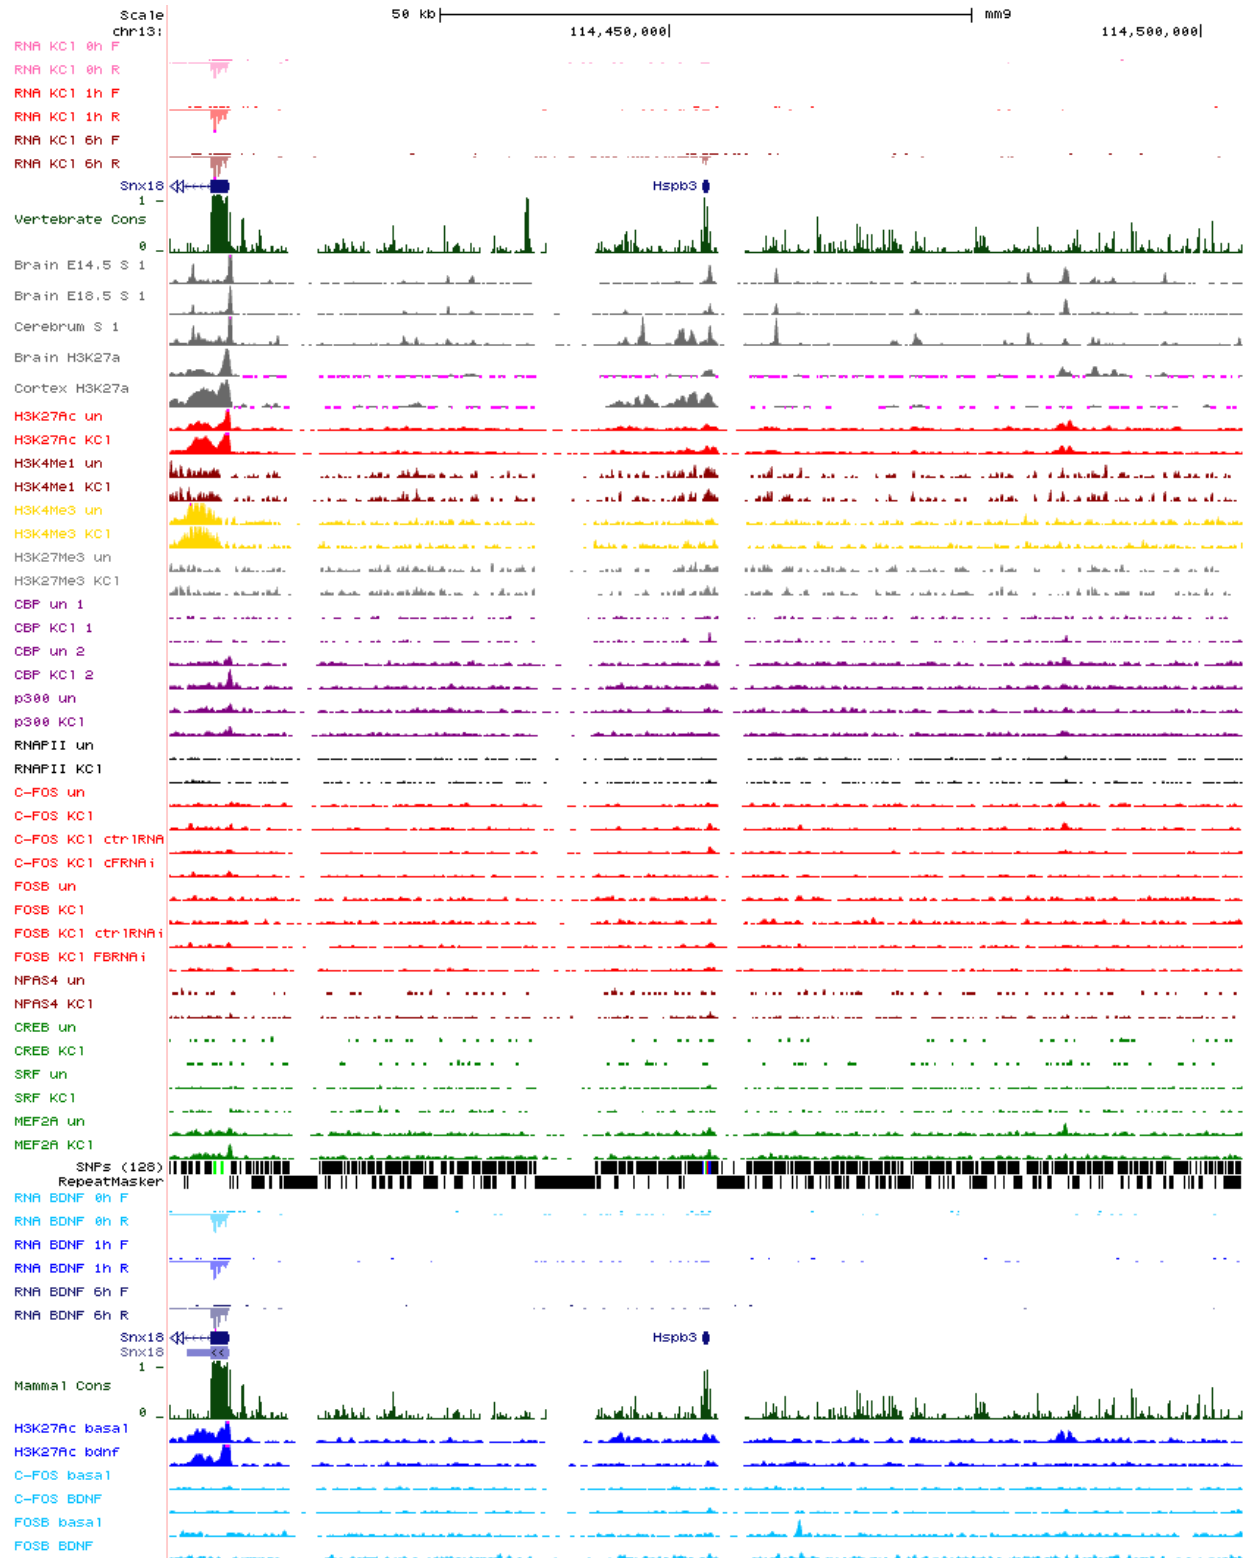 Scale 50 kb mm9
chr13: 114,450,000 114,500,000
RNA KCl 0h F
RNA KCl 0h R
RNA KCl 1h F
RNA KCl 1h R
RNA KCl 6h F
RNA KCl 6h R
Snx18 Hspb3
1
Vertebrate Cons
0
Brain E14.5 S 1
Brain E18.5 S 1
Cerebrum S 1
Brain H3K27a
Cortex H3K27a
H3K27Ac un
H3K27Ac KCl
H3K4Me1 un
H3K4Me1 KCl
H3K4Me3 un
H3K4Me3 KCl
H3K27Me3 un
H3K27Me3 KCl
CBP un 1
CBP KCl 1
CBP un 2
CBP KCl 2
p300 un
p300 KCl
RNAPII un
RNAPII KCl
C-FOS un
C-FOS KCl
C-FOS KCl ctrlRNA
C-FOS KCl cFRNAi
FOSB un
FOSB KCl
FOSB KCl ctrlRNAi
FOSB KCl FBRNAi
NPAS4 un
NPAS4 KCl
CREB un
CREB KCl
SRF un
SRF KCl
MEF2A un
MEF2A KCl
SNPs (128)
RepeatMasker
RNA BDNF 0h F
RNA BDNF 0h R
RNA BDNF 1h F
RNA BDNF 1h R
RNA BDNF 6h F
RNA BDNF 6h R
Snx18 Hspb3
Snx18
1
Mammal Cons
0
H3K27Ac basal
H3K27Ac bdnf
C-FOS basal
C-FOS BDNF
FOSB basal
FOSB BDNF